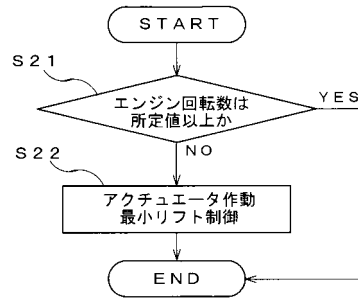 START
S21
エンジン回転数は
所定値以上か
YES
NO
S22
アクチュエータ作動
最小リフト制御
END